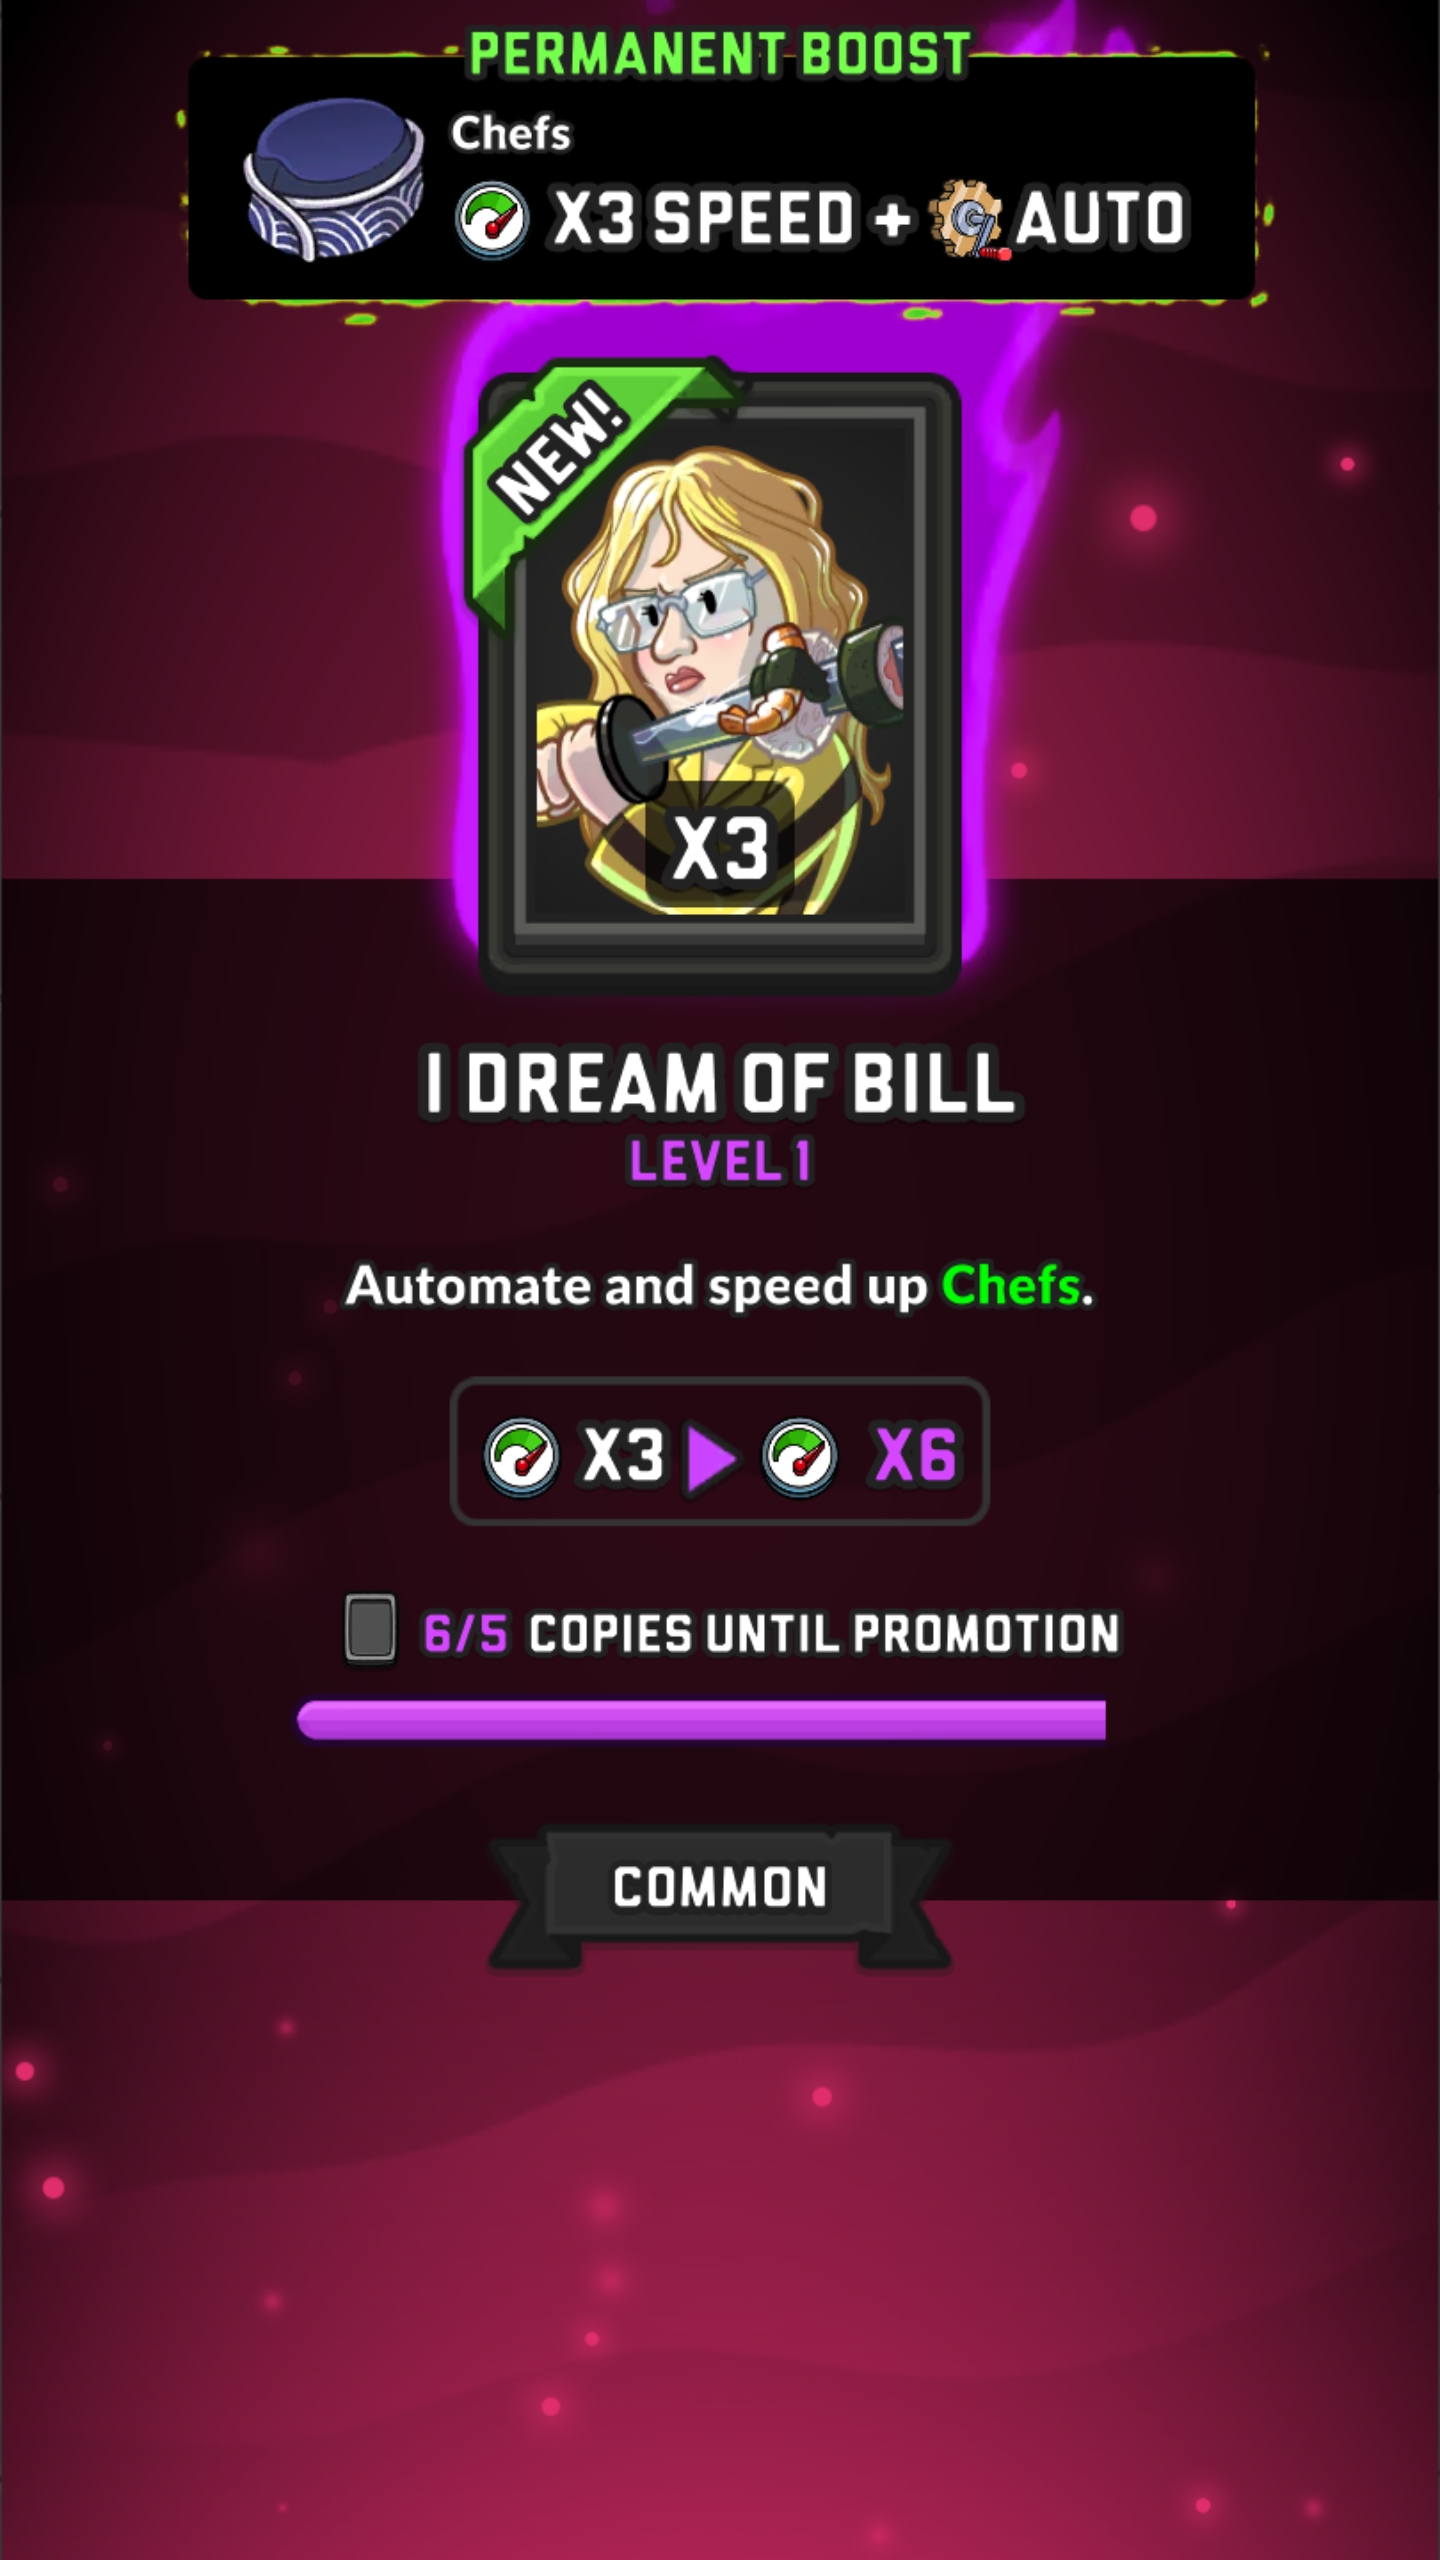 PERMANENT BOOST
Chefs
X3 SPEED + AUTO
NEW!
X3
I DREAM OF BILL
LEVEL 1
Automate and speed up Chefs.
X3 X6
6/5 COPIES UNTIL PROMOTION
COMMON